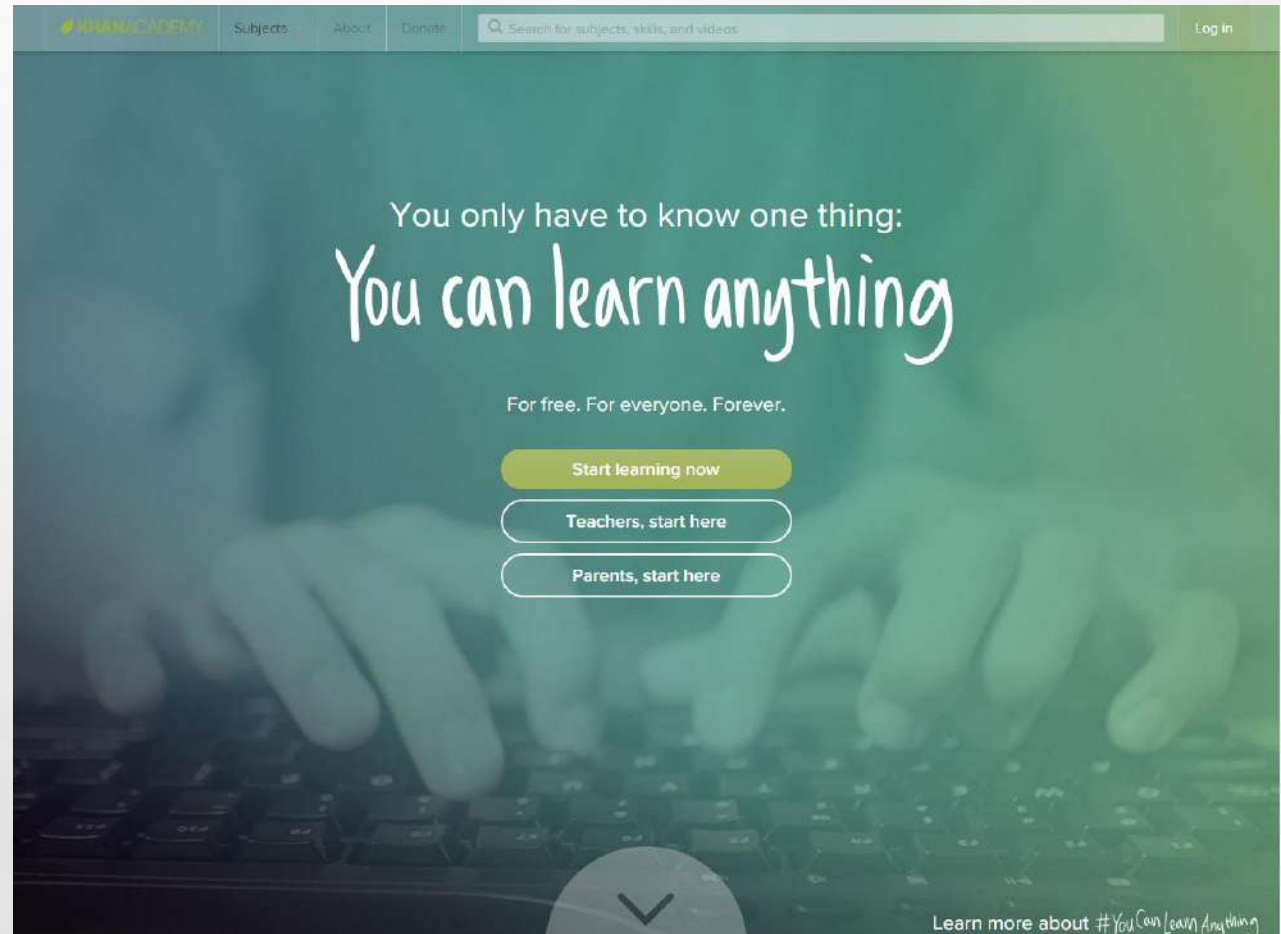 KHANACADEMY
Subjects
About
Donate
Search for subjects, skills, and videos
Log in
You only have to know one thing:
You can learn anything
For free. For everyone. Forever.
Start learning now
Teachers, start here
Parents, start here
Learn more about #YouCanLearnAnything